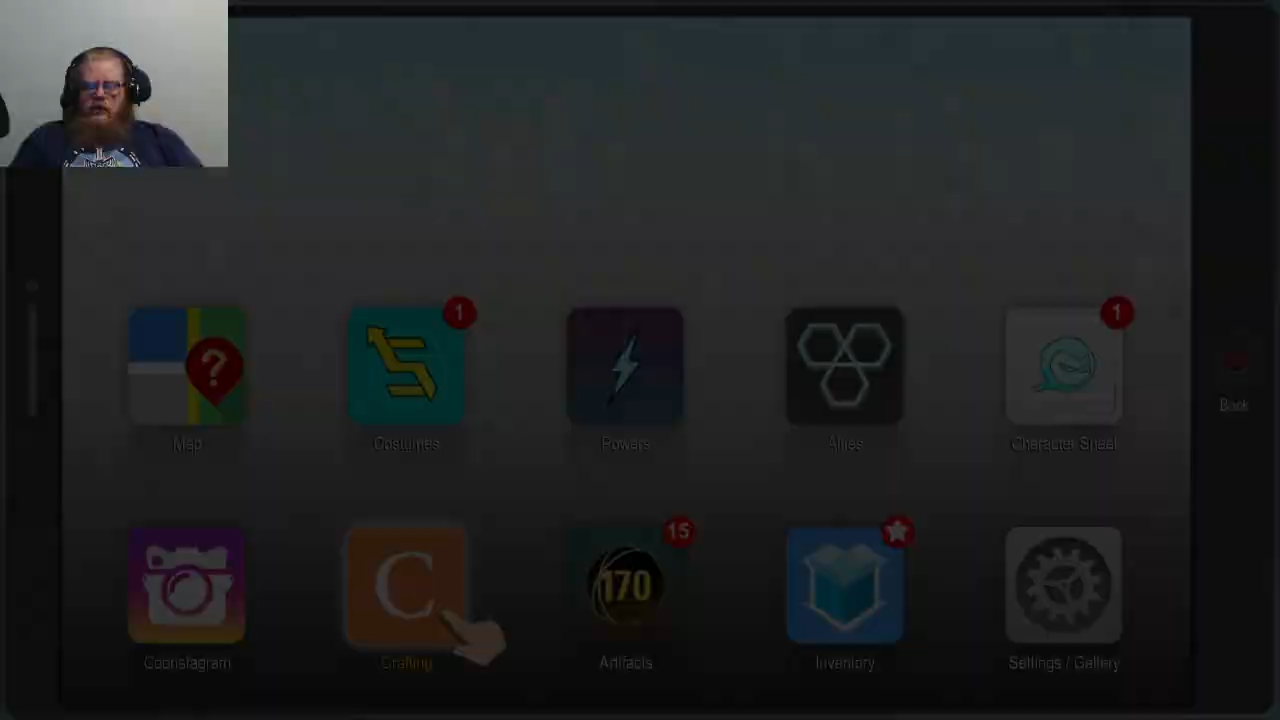 1
1
?
Map
Costumes
Powers
Allies
Character Sheet
Back
15
C
170
Coonstagram
Crafting
Artifacts
Inventory
Settings / Gallery